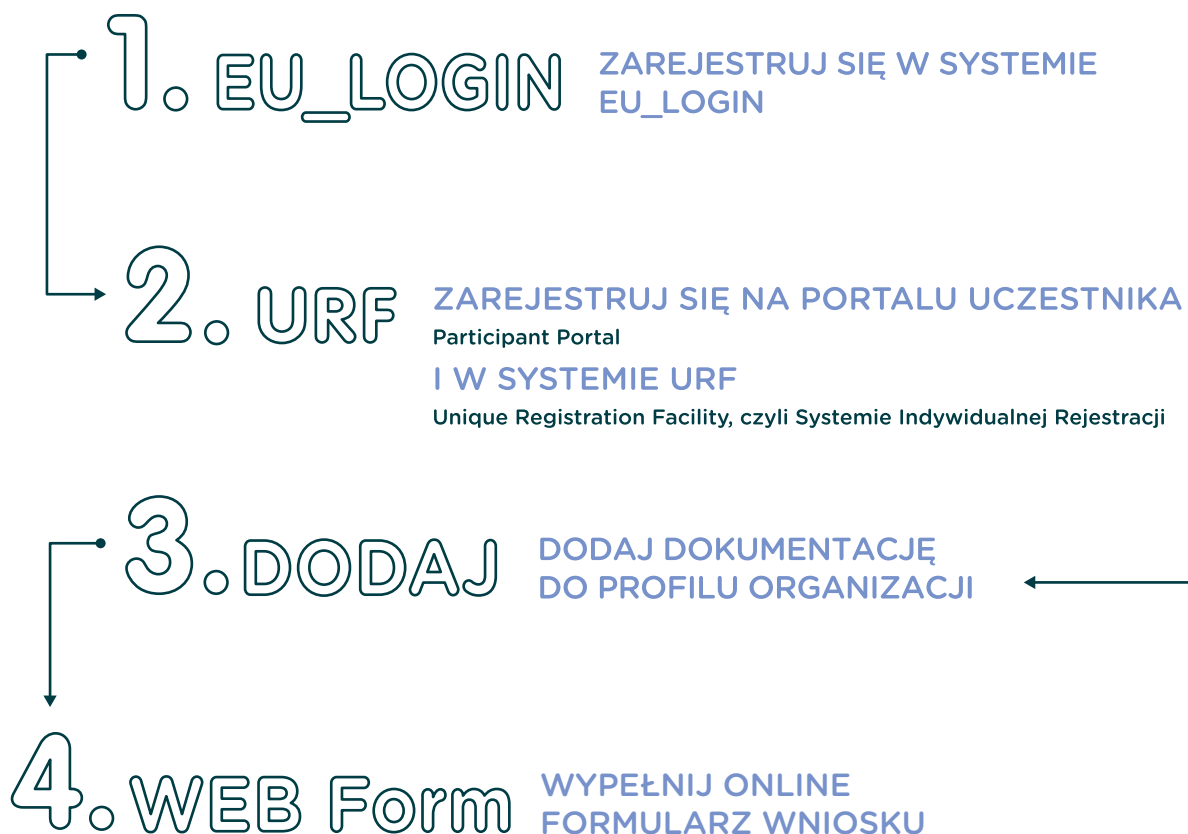 1. EU_LOGIN
ZAREJESTRUJ SIĘ W SYSTEMIE
EU_LOGIN
2. URF
ZAREJESTRUJ SIĘ NA PORTALU UCZESTNIKA
Participant Portal
I W SYSTEMIE URF
Unique Registration Facility, czyli Systemie Indywidualnej Rejestracji
3. DODAJ
DODAJ DOKUMENTACJĘ
DO PROFILU ORGANIZACJI
4. WEB Form
WYPEŁNIJ ONLINE
FORMULARZ WNIOSKU